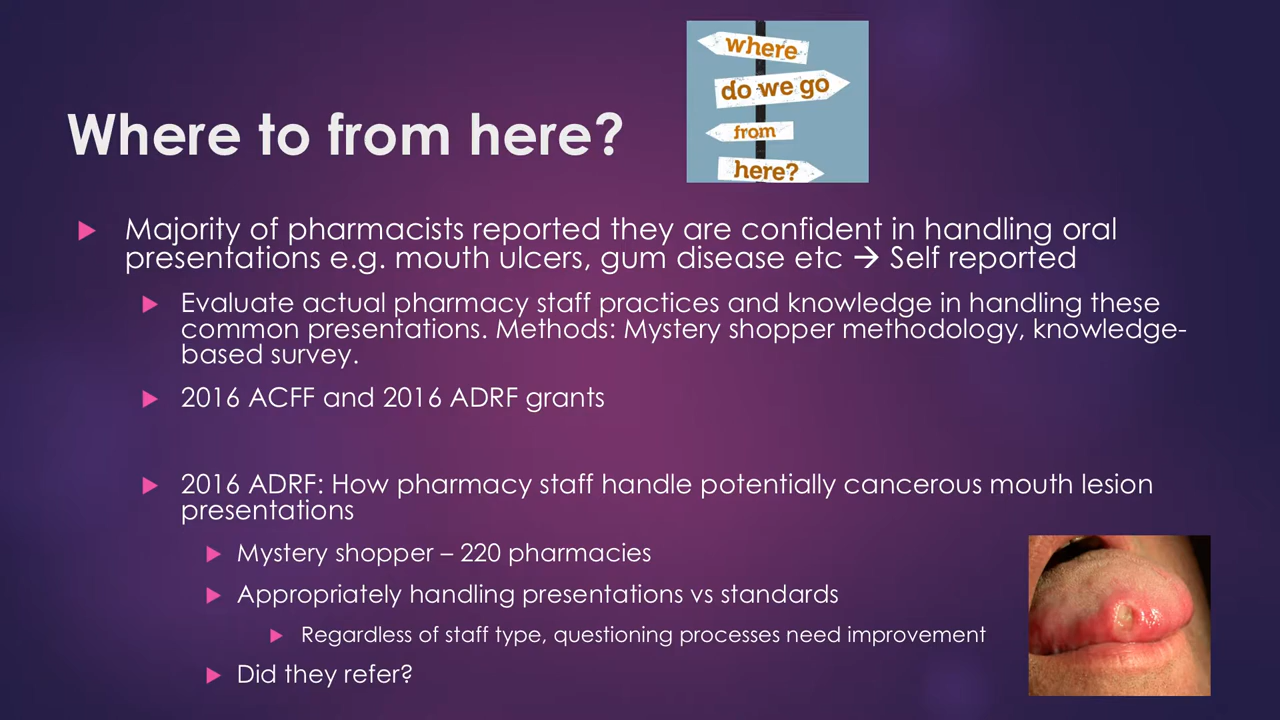 where
do we go
from
here?
Where to from here?
Majority of pharmacists reported they are confident in handling oral
presentations e.g. mouth ulcers, gum disease etc → Self reported
Evaluate actual pharmacy staff practices and knowledge in handling these
common presentations. Methods: Mystery shopper methodology, knowledge-
based survey.
2016 ACFF and 2016 ADRF grants
2016 ADRF: How pharmacy staff handle potentially cancerous mouth lesion
presentations
Mystery shopper – 220 pharmacies
Appropriately handling presentations vs standards
Regardless of staff type, questioning processes need improvement
Did they refer?